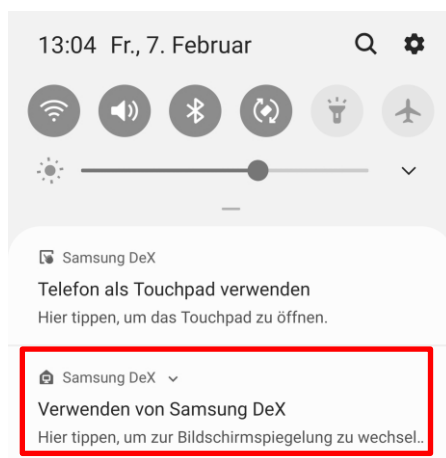 13:04 Fr., 7. Februar
Samsung DeX
Telefon als Touchpad verwenden
Hier tippen, um das Touchpad zu öffnen.
Samsung DeX
Verwenden von Samsung DeX
Hier tippen, um zur Bildschirmspiegelung zu wechsel..